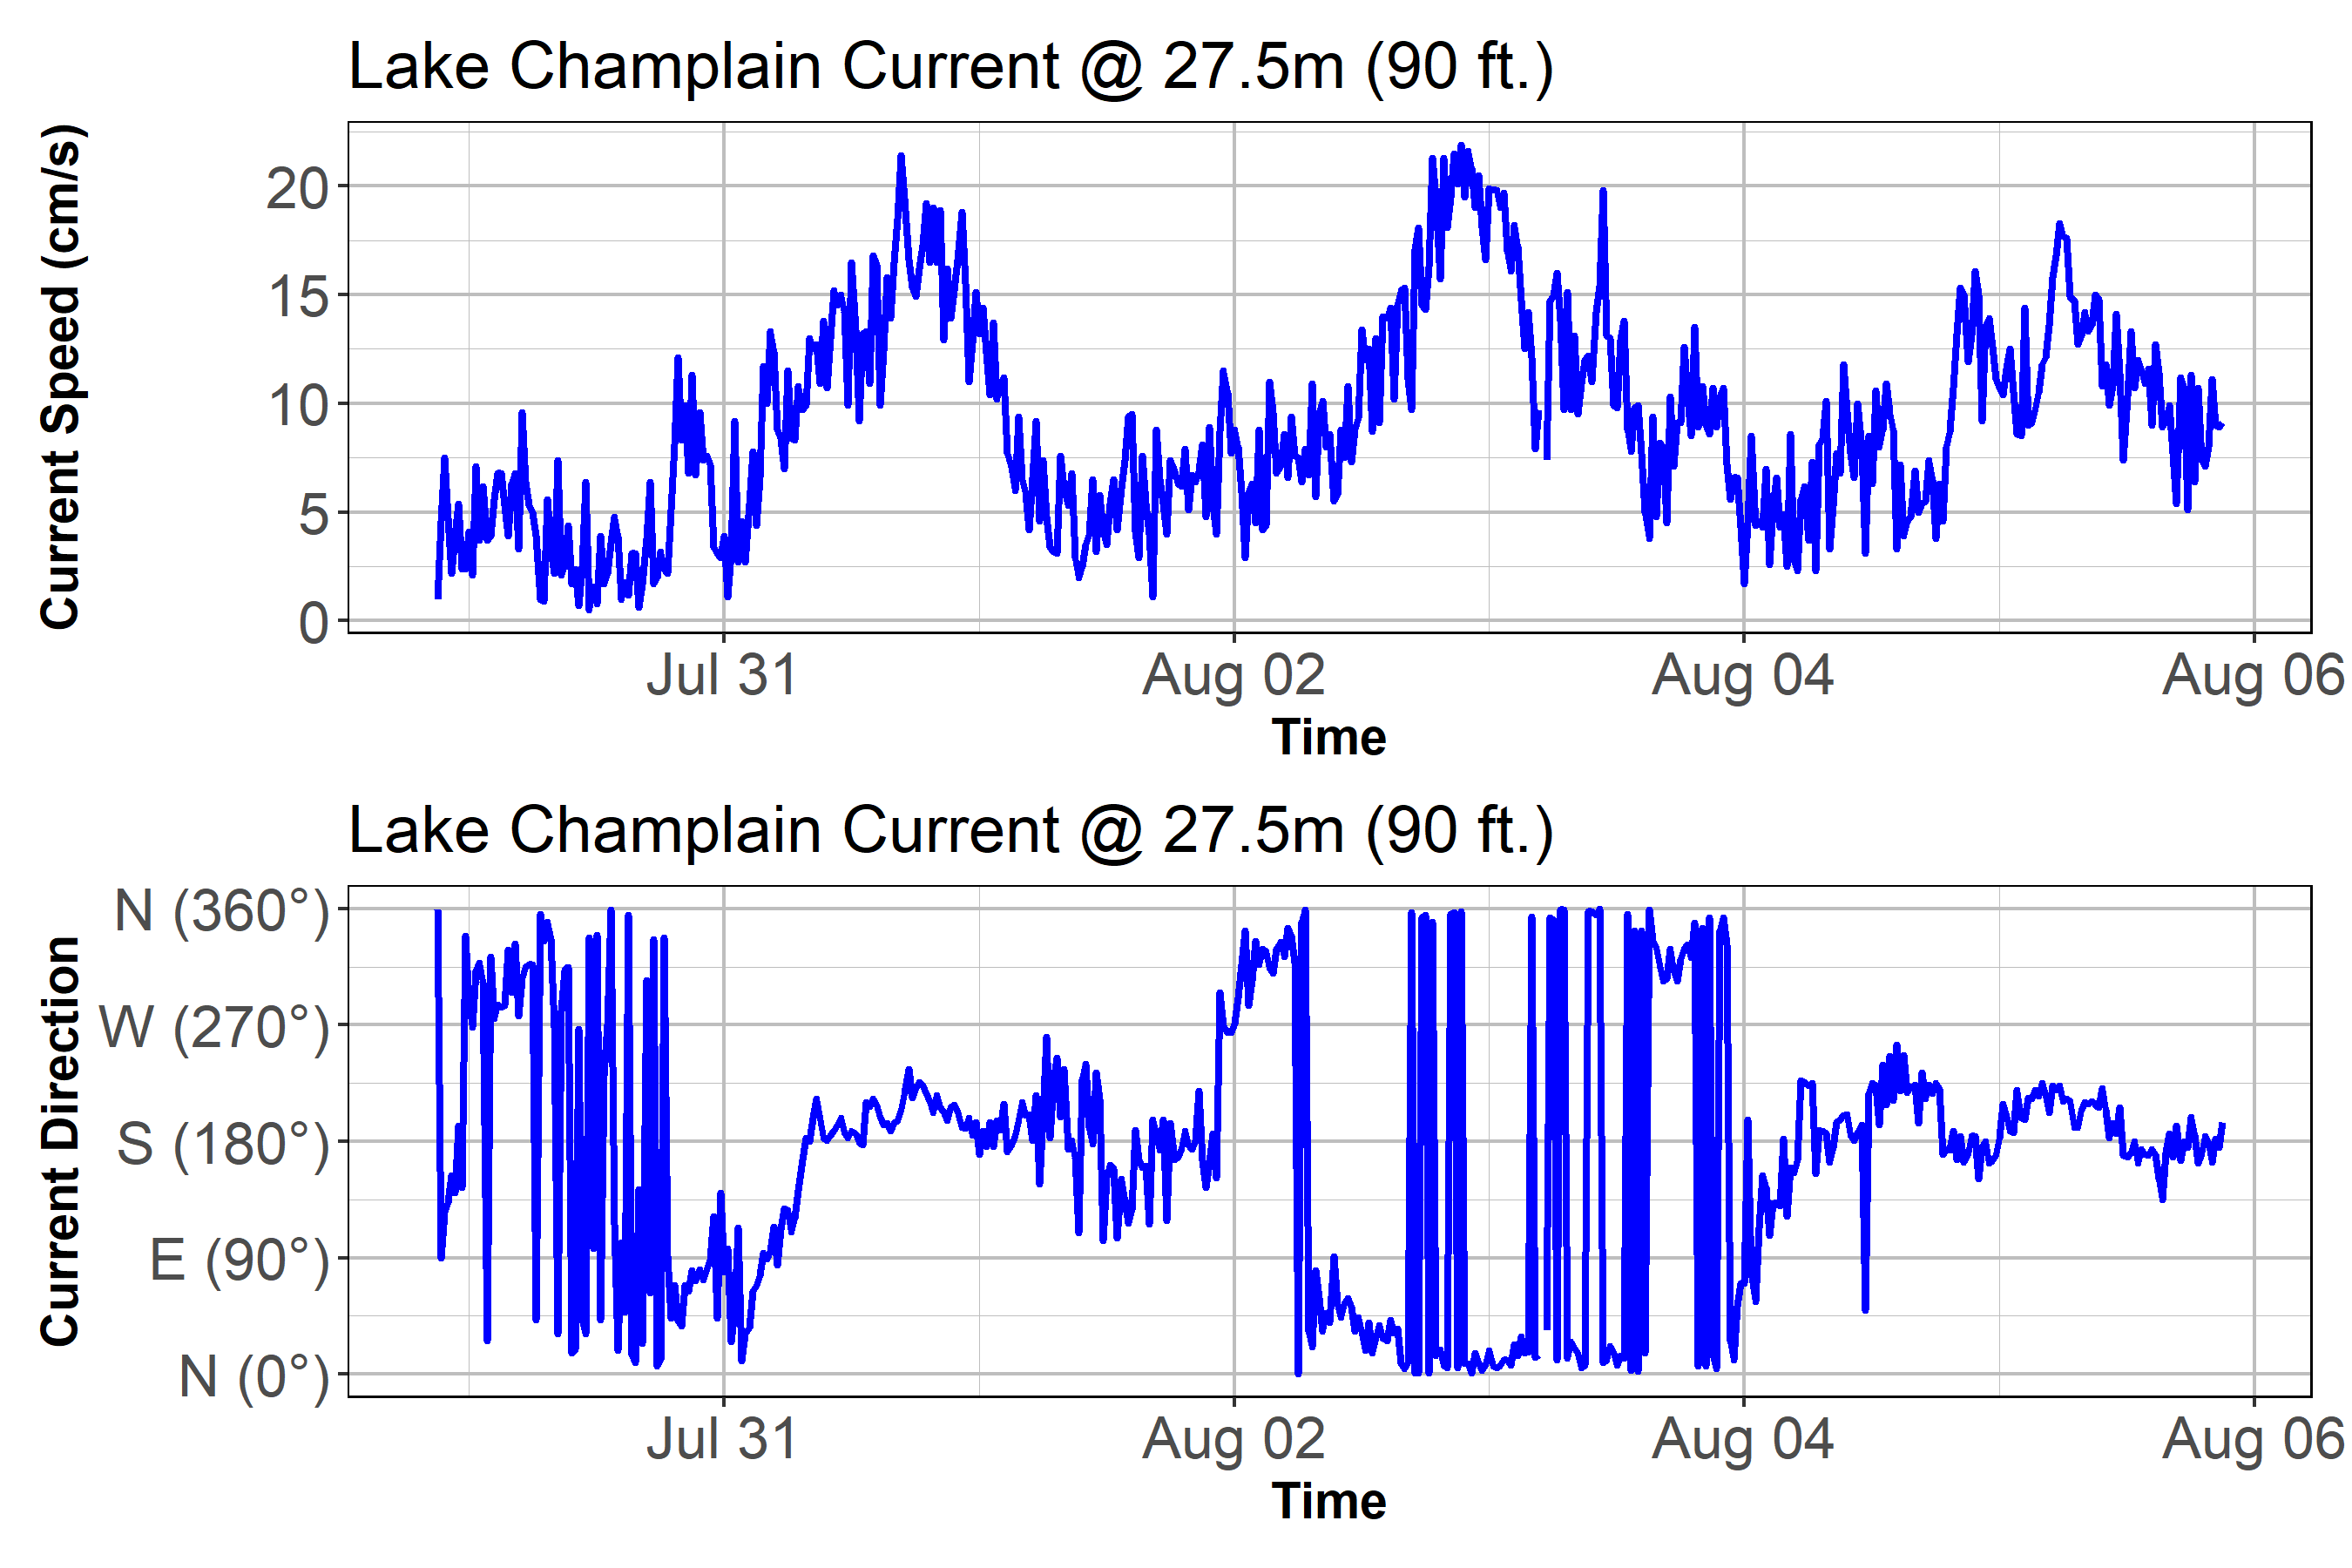 Lake Champlain Current @ 27.5m (90 ft.)
Current Speed (cm/s)
20
15
10
5
0
Jul 31 Aug 02 Aug 04 Aug 06
Time
Lake Champlain Current @ 27.5m (90 ft.)
Current Direction
N (360°)
W (270°)
S (180°)
E (90°)
N (0°)
Jul 31 Aug 02 Aug 04 Aug 06
Time